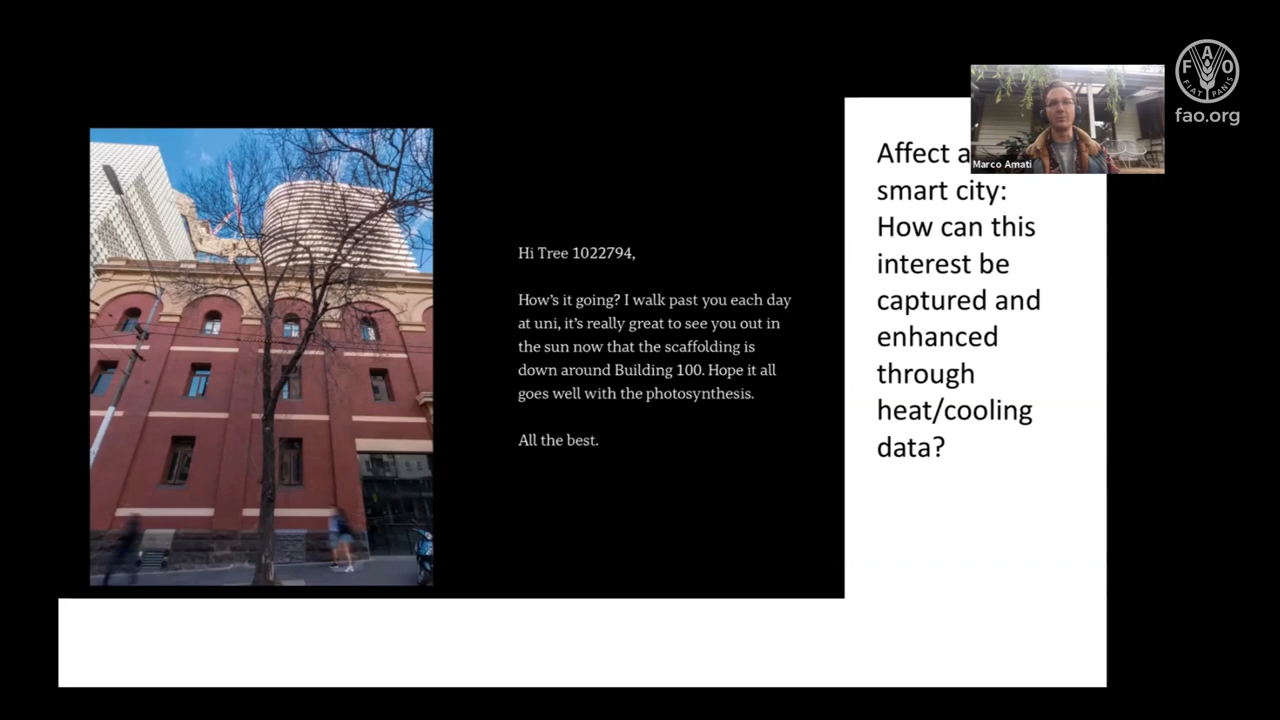 Hi Tree 1022794,
How's it going? I walk past you each day
at uni, it's really great to see you out in
the sun now that the scaffolding is
down around Building 100. Hope it all
goes well with the photosynthesis.
All the best.
Affect a
smart city:
How can this
interest be
captured and
enhanced
through
heat/cooling
data?
Marco Amati
F A O
FIAT PANIS
fao.org